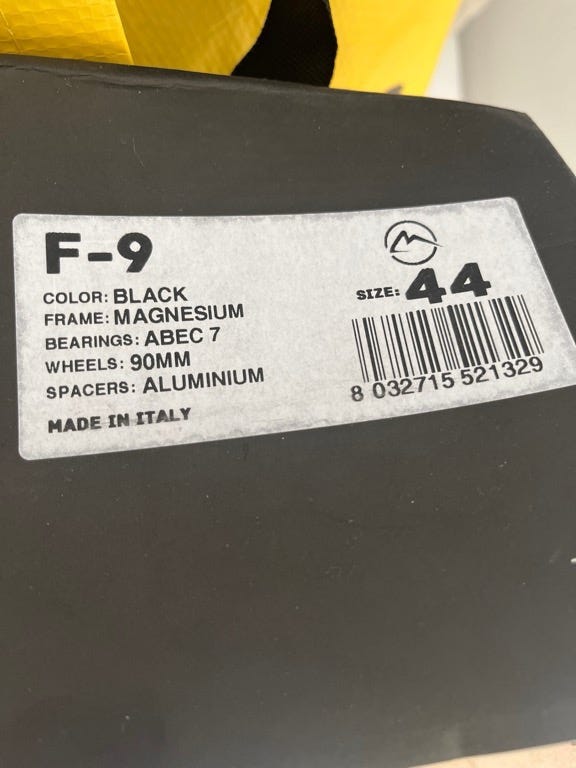 F-9
COLOR: BLACK
FRAME: MAGNESIUM
BEARINGS: ABEC 7
WHEELS: 90MM
SPACERS: ALUMINIUM
MADE IN ITALY
SIZE: 44
8 032715 521329